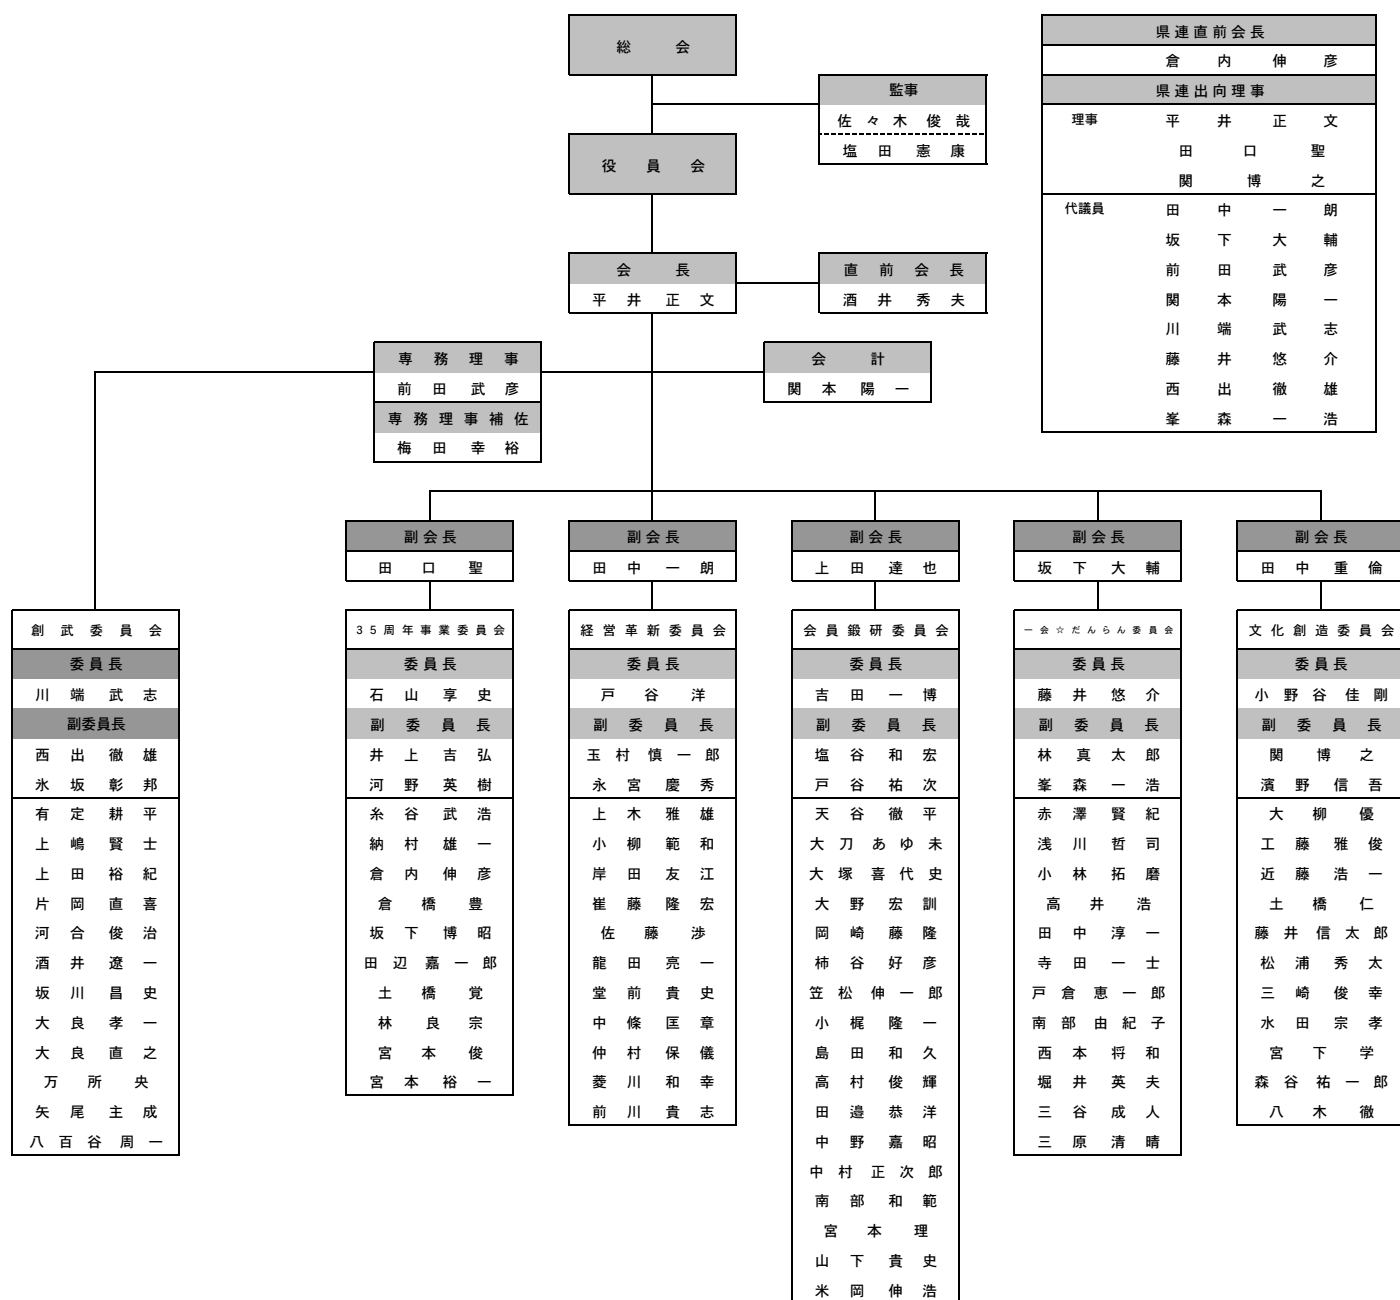 総会
監事
佐々木俊哉
塩田憲康
役員会
会長
平井正文
直前会長
酒井秀夫
専務理事
前田武彦
専務理事補佐
梅田幸裕
会計
関本陽一
県連直前会長
倉内伸彦
県連出向理事
理事 平井正文
田口聖
関博之
代議員 田中一朗
坂下大輔
前田武彦
関本陽一
川端武志
藤井悠介
西出徹雄
峯森一浩
創武委員会
委員長
川端武志
副委員長
西出徹雄
氷坂彰邦
有定耕平
上嶋賢士
上田裕紀
片岡直喜
河合俊治
酒井遼一
坂川昌史
大良孝一
大良直之
万所央
矢尾主成
八百谷周一
副会長
田口聖
35周年事業委員会
委員長
石山享史
副委員長
井上吉弘
河野英樹
糸谷武浩
納村雄一
倉内伸彦
倉橋豊
坂下博昭
田辺嘉一郎
土橋覚
林良宗
宮本俊
宮本裕一
副会長
田中一朗
経営革新委員会
委員長
戸谷洋
副委員長
玉村慎一郎
永宮慶秀
上木雅雄
小柳範和
岸田友江
崔藤隆宏
佐藤渉
龍田亮一
堂前貴史
中條匡章
仲村保儀
菱川和幸
前川貴志
副会長
上田達也
会員鍛研委員会
委員長
吉田一博
副委員長
塩谷和宏
戸谷祐次
天谷徹平
大刀あゆ未
大塚喜代史
大野宏訓
岡崎藤隆
柿谷好彦
笠松伸一郎
小梶隆一
島田和久
高村俊輝
田邉恭洋
中野嘉昭
中村正次郎
南部和範
宮本理
山下貴史
米岡伸浩
副会長
坂下大輔
一会☆だんらん委員会
委員長
藤井悠介
副委員長
林真太郎
峯森一浩
赤澤賢紀
浅川哲司
小林拓磨
高井浩
田中淳一
寺田一士
戸倉恵一郎
南部由紀子
西本将和
堀井英夫
三谷成人
三原清晴
副会長
田中重倫
文化創造委員会
委員長
小野谷佳剛
副委員長
関博之
濱野信吾
大柳優
工藤雅俊
近藤浩一
土橋仁
藤井信太郎
松浦秀太
三崎俊幸
水田宗孝
宮下学
森谷祐一郎
八木徹